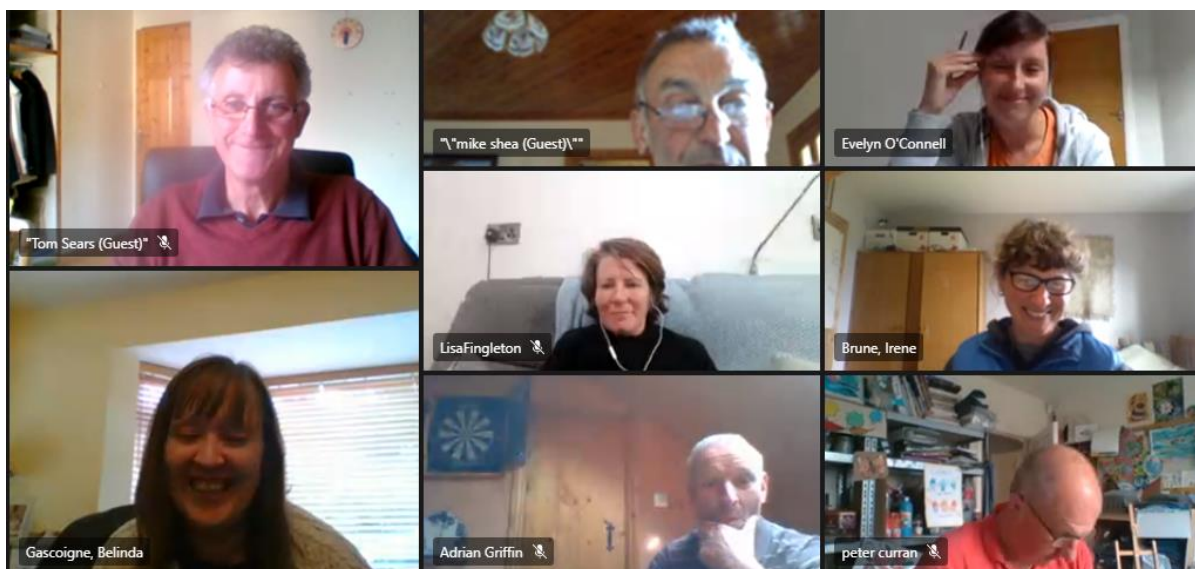 "Tom Sears (Guest)"
"\"mike shea (Guest)\""
Evelyn O'Connell
LisaFingleton
Brune, Irene
Gascoigne, Belinda
Adrian Griffin
peter curran